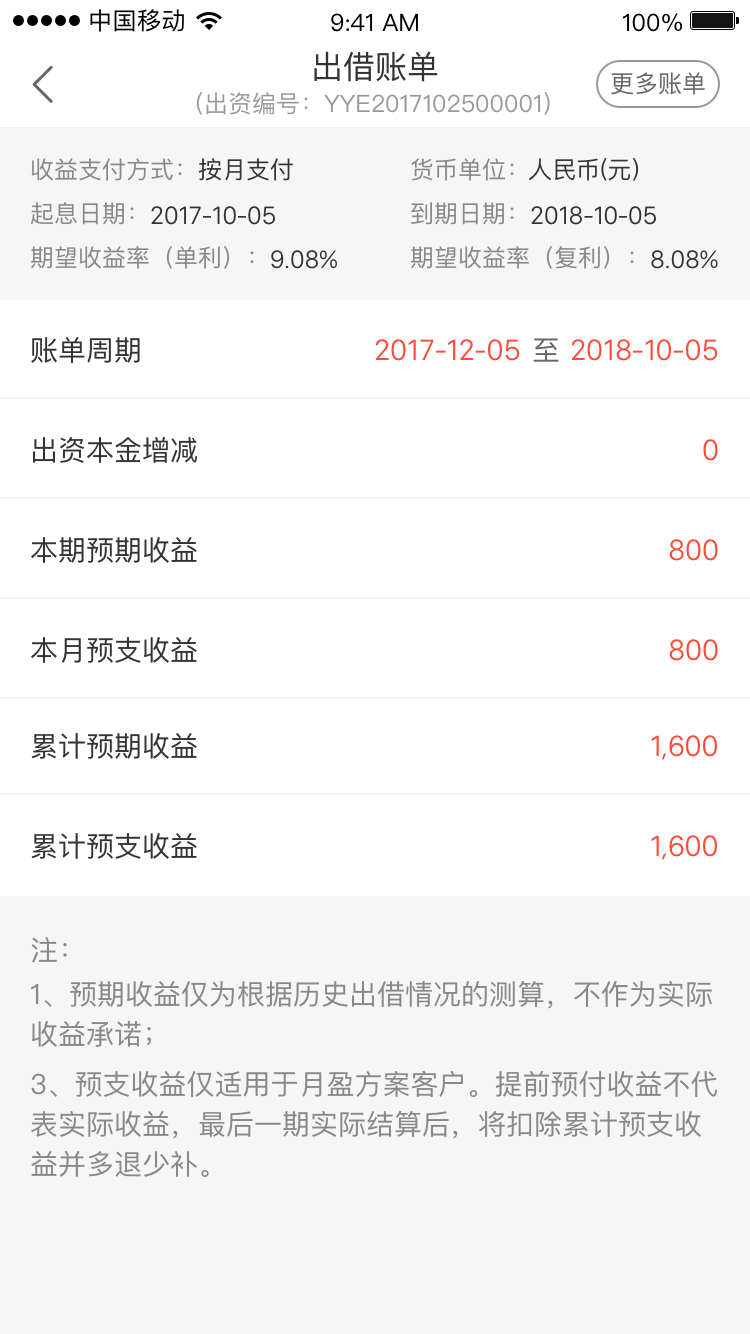 中国移动 9:41 AM 100%
出借账单
(出资编号：YYE2017102500001)
更多账单
收益支付方式：按月支付 货币单位：人民币(元)
起息日期：2017-10-05 到期日期：2018-10-05
期望收益率（单利）：9.08% 期望收益率（复利）：8.08%
账单周期 2017-12-05 至 2018-10-05
出资本金增减 0
本期预期收益 800
本月预支收益 800
累计预期收益 1,600
累计预支收益 1,600
注：
1、预期收益仅为根据历史出借情况的测算，不作为实际
收益承诺；
3、预支收益仅适用于月盈方案客户。提前预付收益不代
表实际收益，最后一期实际结算后，将扣除累计预支收
益并多退少补。